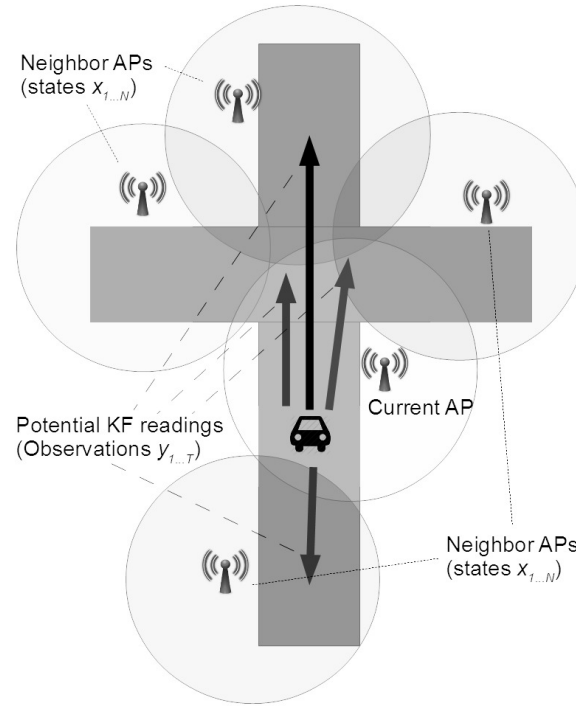 Neighbor APs
(states x1...N)
Current AP
Potential KF readings
(Observations y1...T)
Neighbor APs
(states x1...N)